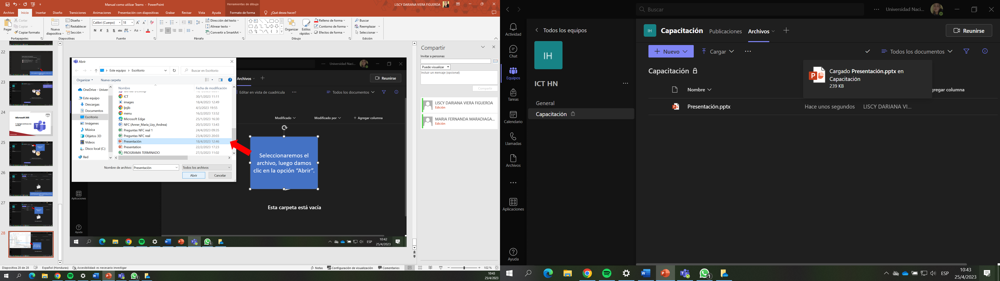 Manual como utilizar Teams - PowerPoint
Herramientas de dibujo
LISCY DARIANA VIERA FIGUEROA
Archivo
Inicio
Insertar
Diseño
Transiciones
Animaciones
Presentación con diapositivas
Grabar
Revisar
Vista
Ayuda
Formato de forma
¿Qué desea hacer?
Pegar
Cortar
Copiar
Copiar formato
Portapapeles
Nueva
diapositiva
Diseño
Restablecer
Sección
Diapositivas
Calibri (Cuerpo)
18
N K S S abc AV Aa A
Fuente
Dirección del texto
Alinear texto
Convertir a SmartArt
Párrafo
Organizar
Estilos
rápidos
Relleno de forma
Contorno de forma
Efectos de forma
Dibujo
Buscar
Reemplazar
Seleccionar
Edición
22
23
24
Microsoft 365
4. Agregar archivos a los
canales.
25
26
27
28
Abrir
Este equipo > Escritorio
Buscar en Escritorio
Organizar
Nueva carpeta
OneDrive - Univer
Este equipo
Descargas
Documentos
Escritorio
Imágenes
Música
Objetos 3D
Videos
Disco local (C:)
Red
Nombre
Fecha de modificación
ICT 30/1/2023 11:11
images 18/4/2023 12:49
ljnjib 4/3/2023 19:55
menu 16/2/2023 13:52
Microsoft Edge 25/1/2023 16:30
NFC (Anner_Maria_Lizy_Andrea) 20/3/2023 13:43
Preguntas NFC real 1 24/4/2023 09:35
Preguntas NFC real 23/4/2023 20:03
Presentación 18/4/2023 12:46
Presentation 22/2/2023 17:23
PROGRAMA TERMINADO 27/3/2023 11:02
Nombre de archivo: Presentación
Todos los archivos
Abrir
Cancelar
Universidad Naci...
Archivos
Reunirse
Editar en vista de cuadrícula
Todos los documentos
Modificado
Modificado por
+ Agregar columna
Seleccionaremos el
archivo, luego damos
clic en la opción “Abrir”.
Esta carpeta está vacía
Aplicaciones
Ayuda
ESP
10:42
25/4/2023
Compartir
Invitar a personas
Puede visualizar
Incluir un mensaje (opcional)
Compartir
LISCY DARIANA VIERA FIGUEROA
Edición
MARIA FERNANDA MARADIAGA...
Edición
Diapositiva 28 de 28
Español (Honduras)
Accesibilidad: es necesario investigar
Notas
Configuración de visualización
Comentarios
102 %
10:43
25/4/2023
Buscar
Universidad Naci...
Actividad
Chat
Equipos
Tareas
Calendario
Llamadas
Archivos
Aplicaciones
Ayuda
Todos los equipos
IH
ICT HN
General
Capacitación
IH
Capacitación
Publicaciones
Archivos
Reunirse
Nuevo
Cargar
Todos los documentos
Capacitación
Cargado Presentación.pptx en
Capacitación
239 KB
Nombre
gregar columna
Presentación.pptx
Hace unos segundos
LISCY DARIANA VI...
ESP
10:43
25/4/2023